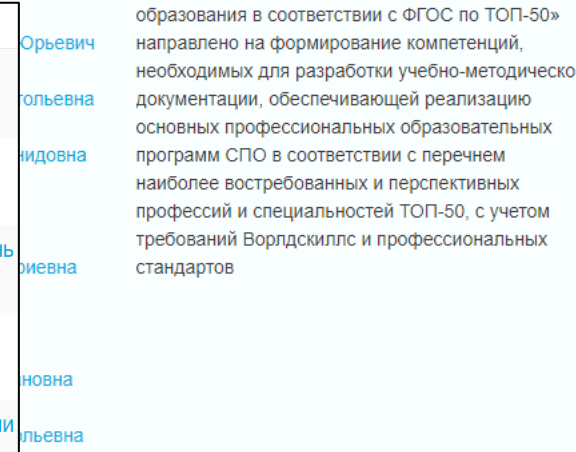 образования в соответствии с ФГОС по ТОП-50»
Юрьевич
направлено на формирование компетенций,
необходимых для разработки учебно-методическо
тольевна
документации, обеспечивающей реализацию
основных профессиональных образовательных
нидовна
программ СПО в соответствии с перечнем
наиболее востребованных и перспективных
профессий и специальностей ТОП-50, с учетом
требований Ворлдскиллс и профессиональных
риевна
стандартов
новна
льевна